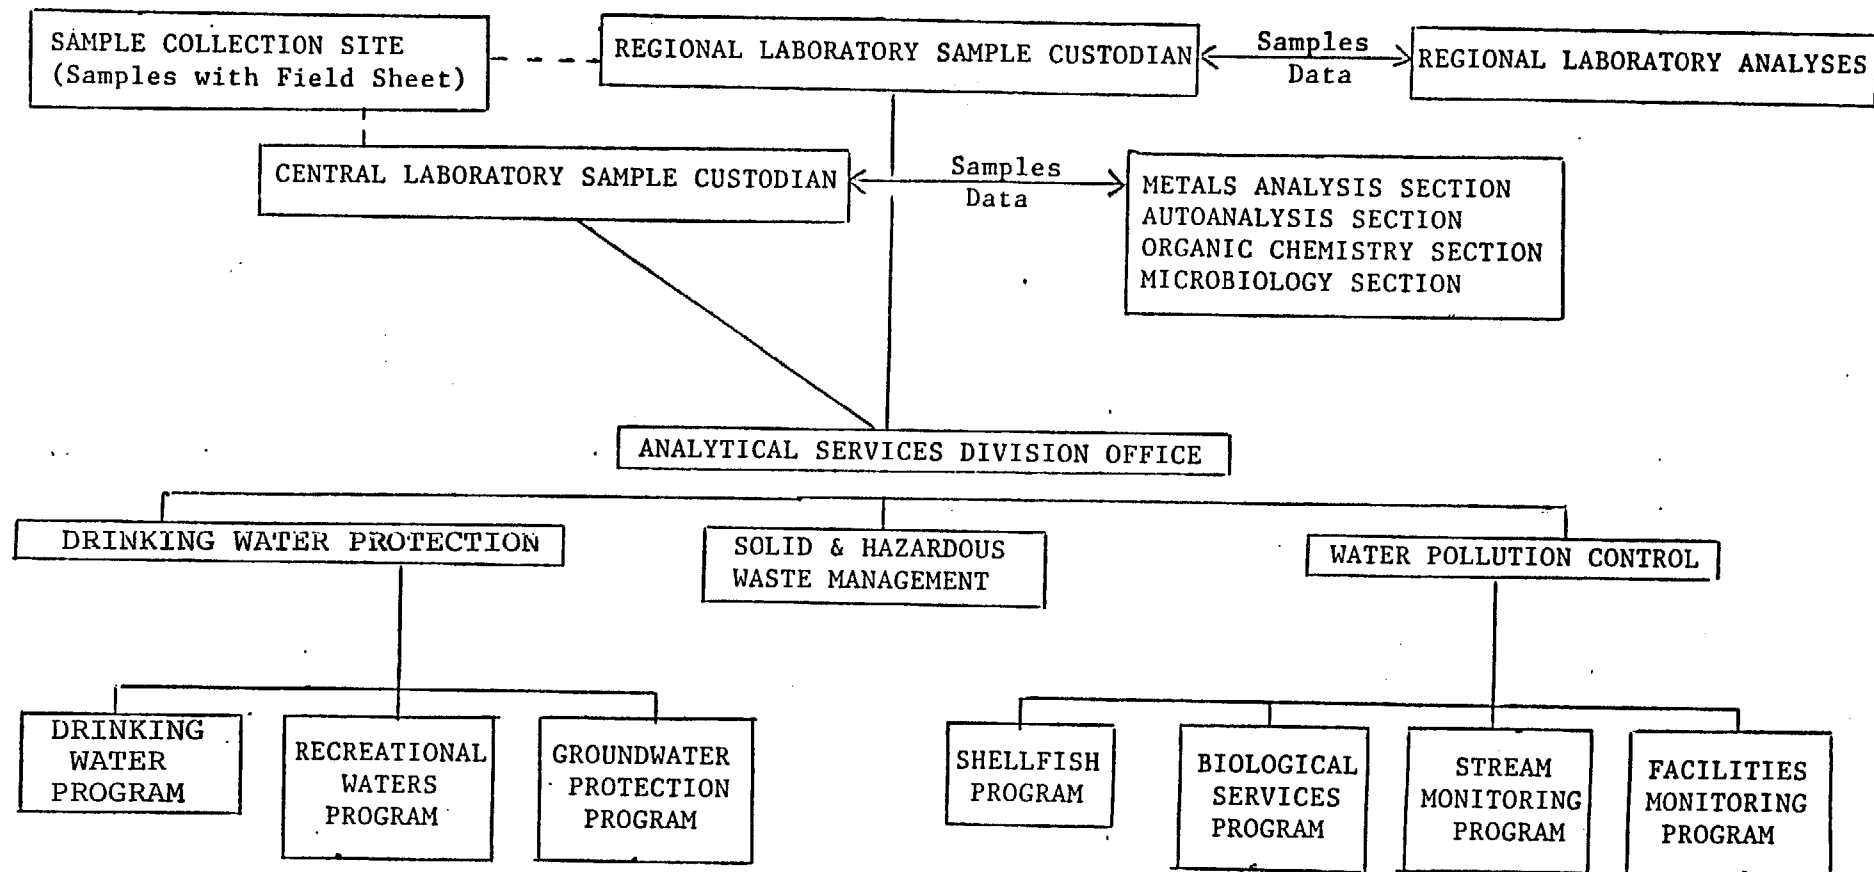 SAMPLE COLLECTION SITE
(Samples with Field Sheet)
REGIONAL LABORATORY SAMPLE CUSTODIAN
Samples
Data
REGIONAL LABORATORY ANALYSES
CENTRAL LABORATORY SAMPLE CUSTODIAN
Samples
Data
METALS ANALYSIS SECTION
AUTOANALYSIS SECTION
ORGANIC CHEMISTRY SECTION
MICROBIOLOGY SECTION
ANALYTICAL SERVICES DIVISION OFFICE
DRINKING WATER PROTECTION
SOLID & HAZARDOUS
WASTE MANAGEMENT
WATER POLLUTION CONTROL
DRINKING
WATER
PROGRAM
RECREATIONAL
WATERS
PROGRAM
GROUNDWATER
PROTECTION
PROGRAM
SHELLFISH
PROGRAM
BIOLOGICAL
SERVICES
PROGRAM
STREAM
MONITORING
PROGRAM
FACILITIES
MONITORING
PROGRAM